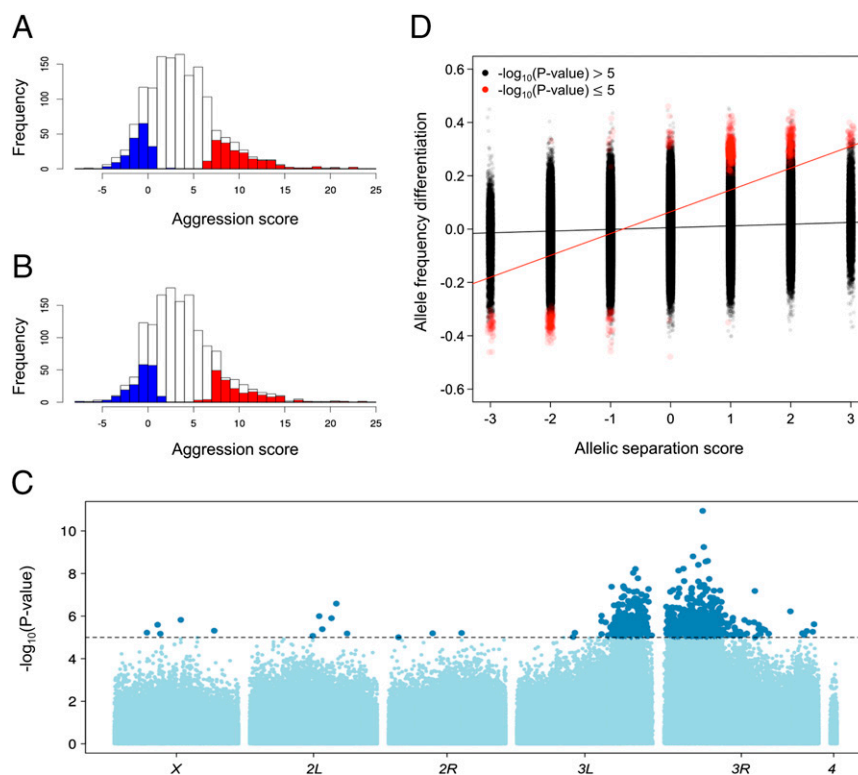 A
150
100
50
0
Frequency
-5 0 5 10 15 20 25
Aggression score
B
150
100
50
0
Frequency
-5 0 5 10 15 20 25
Aggression score
D
-log10(P-value) > 5
-log10(P-value) ≤ 5
0.6
0.4
0.2
0.0
-0.2
-0.4
-0.6
Allele frequency differentiation
-3 -2 -1 0 1 2 3
Allelic separation score
C
10
8
6
4
2
0
-log10(P-value)
X 2L 2R 3L 3R 4